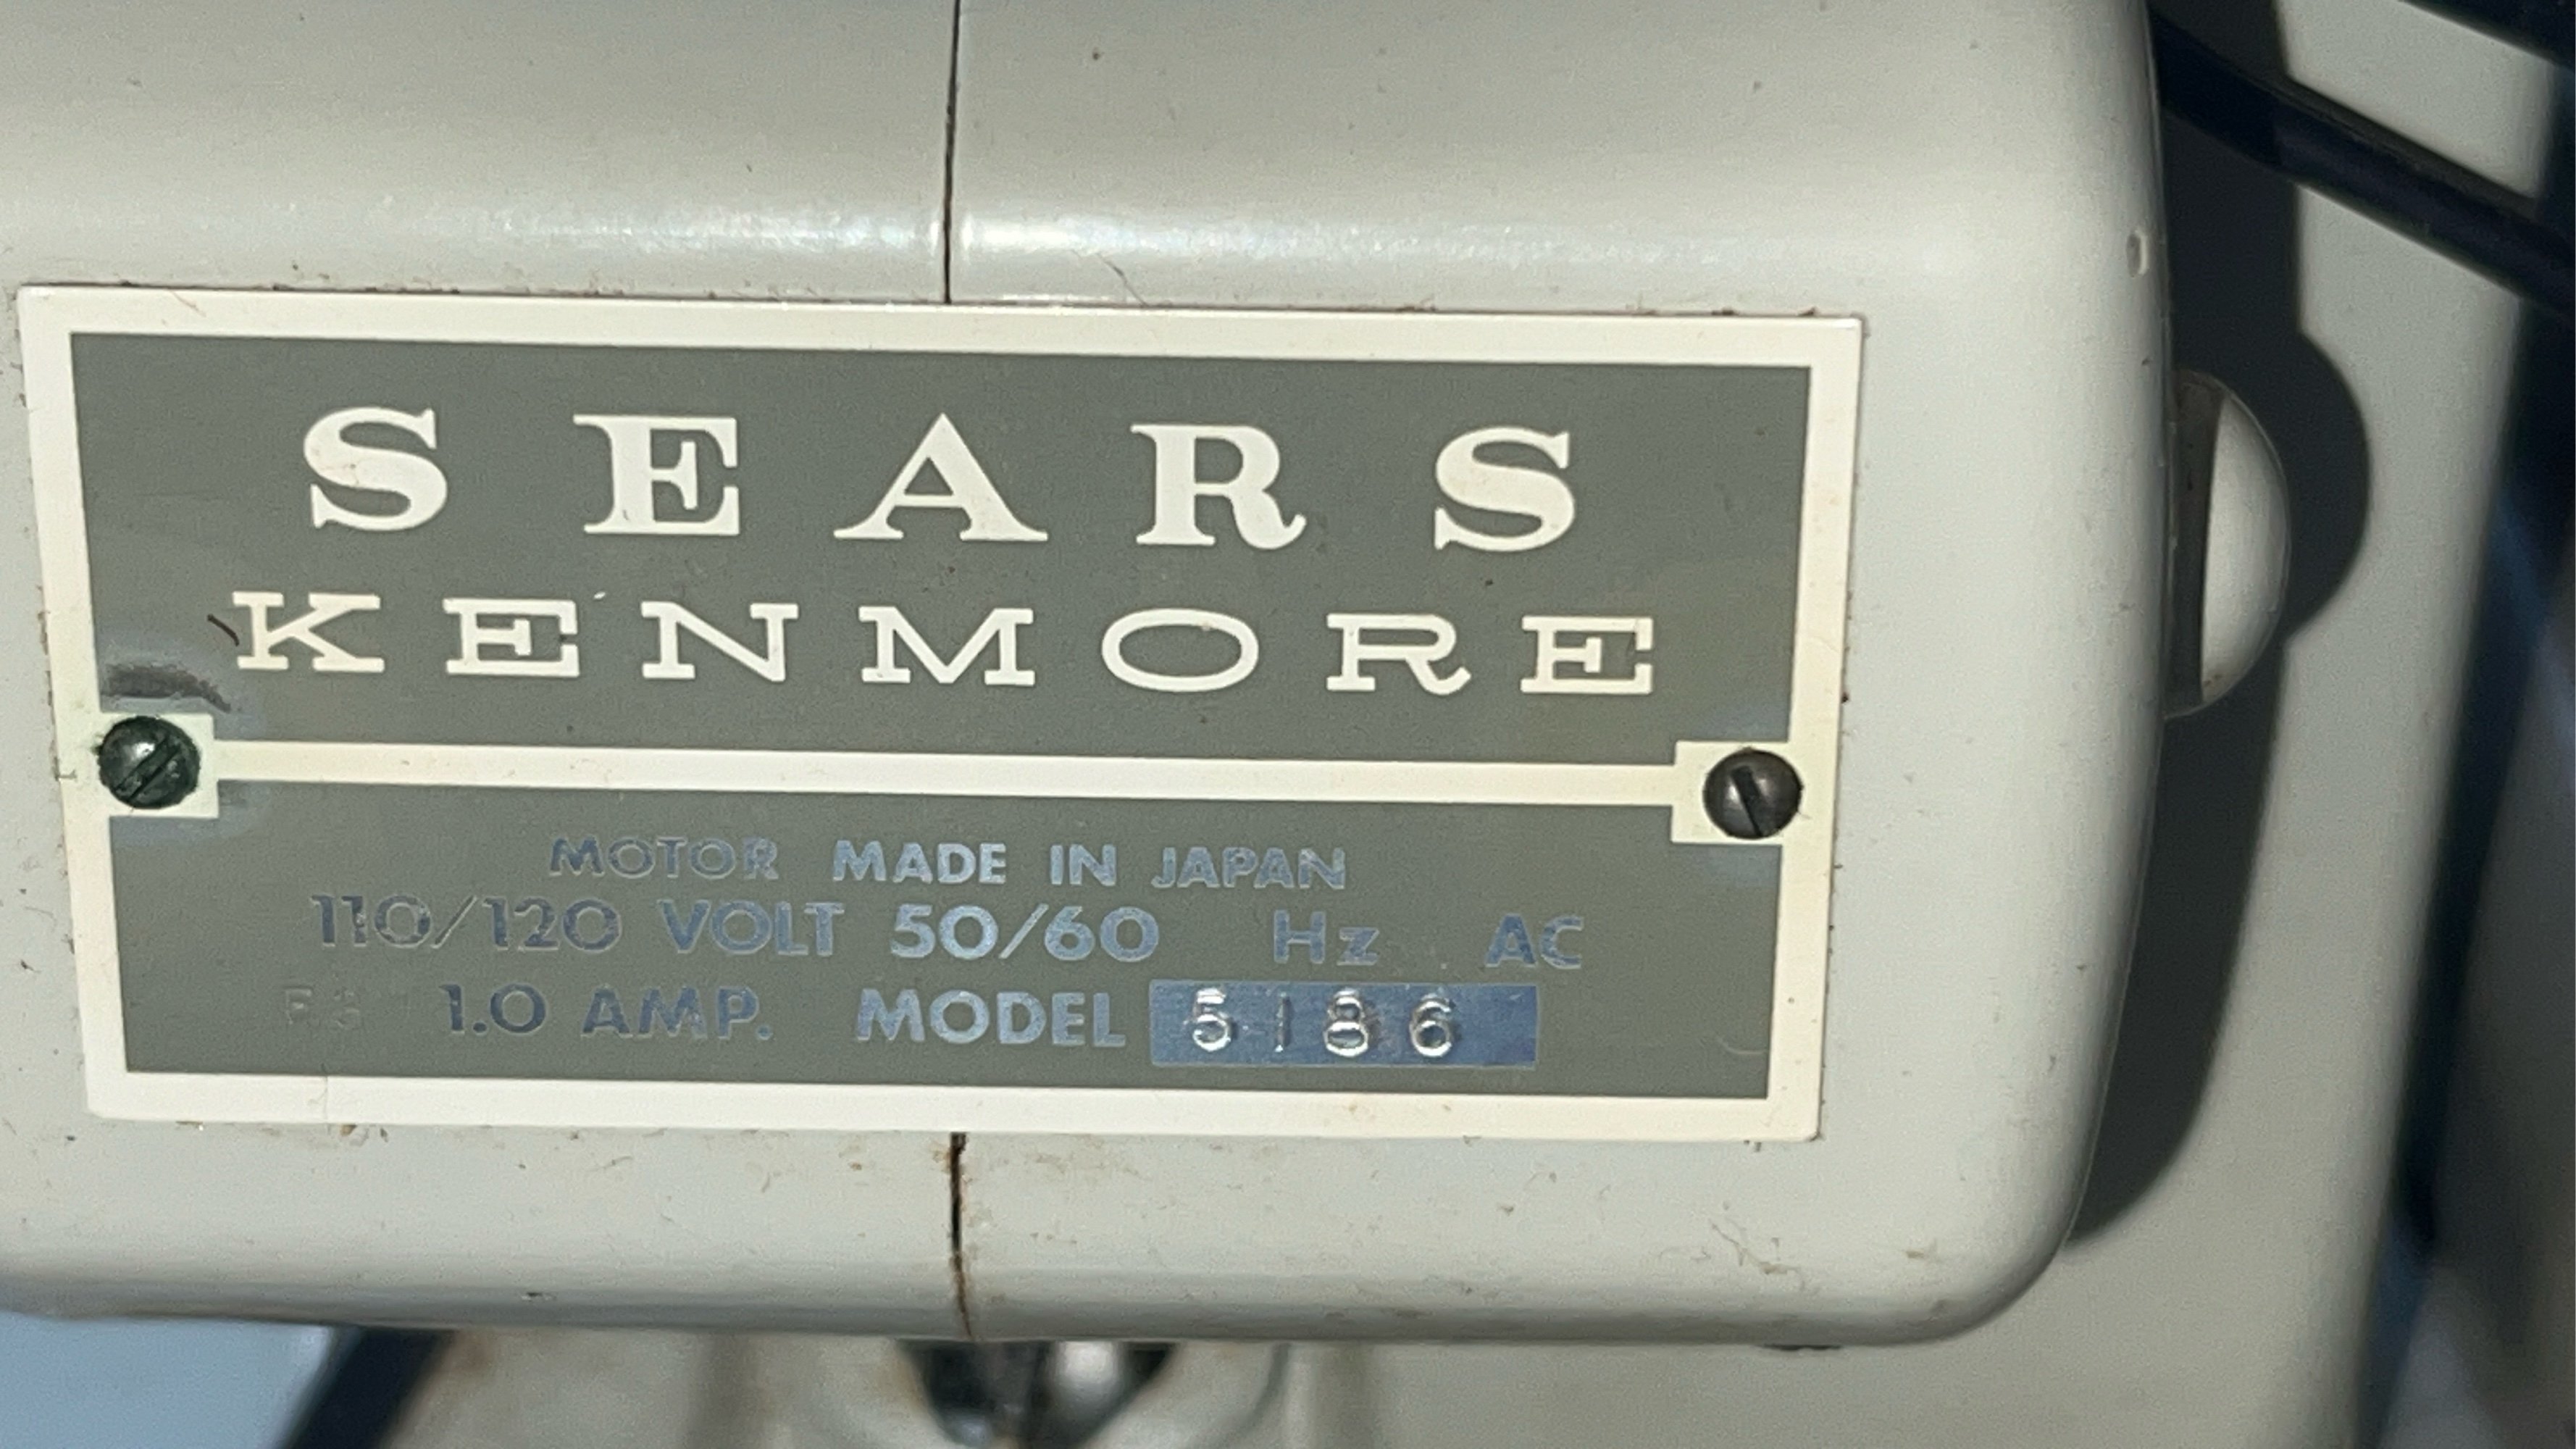 SEARS
KENMORE
MOTOR MADE IN JAPAN
110/120 VOLT 50/60 Hz AC
1.0 AMP. MODEL 5186